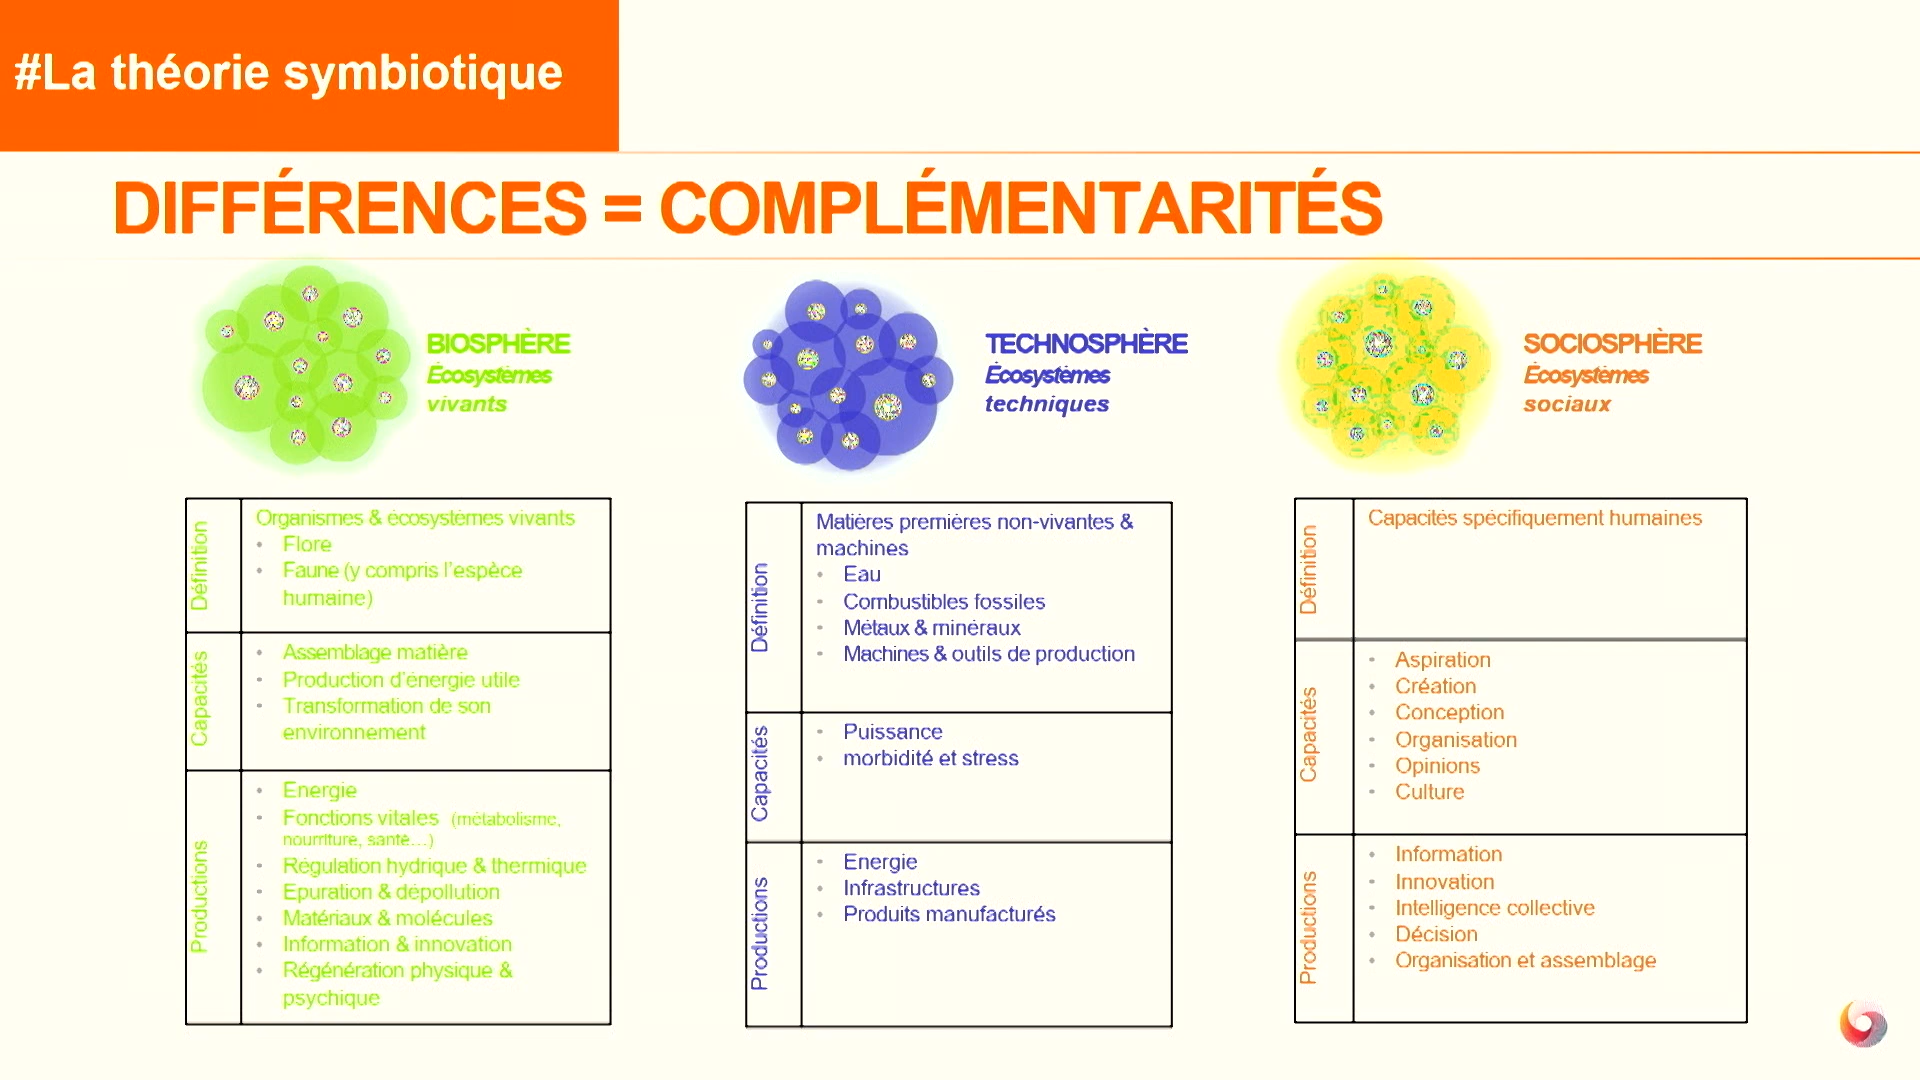 #La théorie symbiotique
DIFFÉRENCES = COMPLÉMENTARITÉS
BIOSPHÈRE
Écosystèmes
vivants
Définition
Organismes & écosystèmes vivants
• Flore
• Faune (y compris l'espèce
humaine)
Capacités
• Assemblage matière
• Production d'énergie utile
• Transformation de son
environnement
Productions
• Energie
• Fonctions vitales (métabolisme,
nourriture, santé...)
• Régulation hydrique & thermique
• Epuration & dépollution
• Matériaux & molécules
• Information & innovation
• Régénération physique &
psychique
TECHNOSPHÈRE
Écosystèmes
techniques
Définition
Matières premières non-vivantes &
machines
• Eau
• Combustibles fossiles
• Métaux & minéraux
• Machines & outils de production
Capacités
• Puissance
• morbidité et stress
Productions
• Energie
• Infrastructures
• Produits manufacturés
SOCIOSPHÈRE
Écosystèmes
sociaux
Définition
Capacités spécifiquement humaines
Capacités
• Aspiration
• Création
• Conception
• Organisation
• Opinions
• Culture
Productions
• Information
• Innovation
• Intelligence collective
• Décision
• Organisation et assemblage